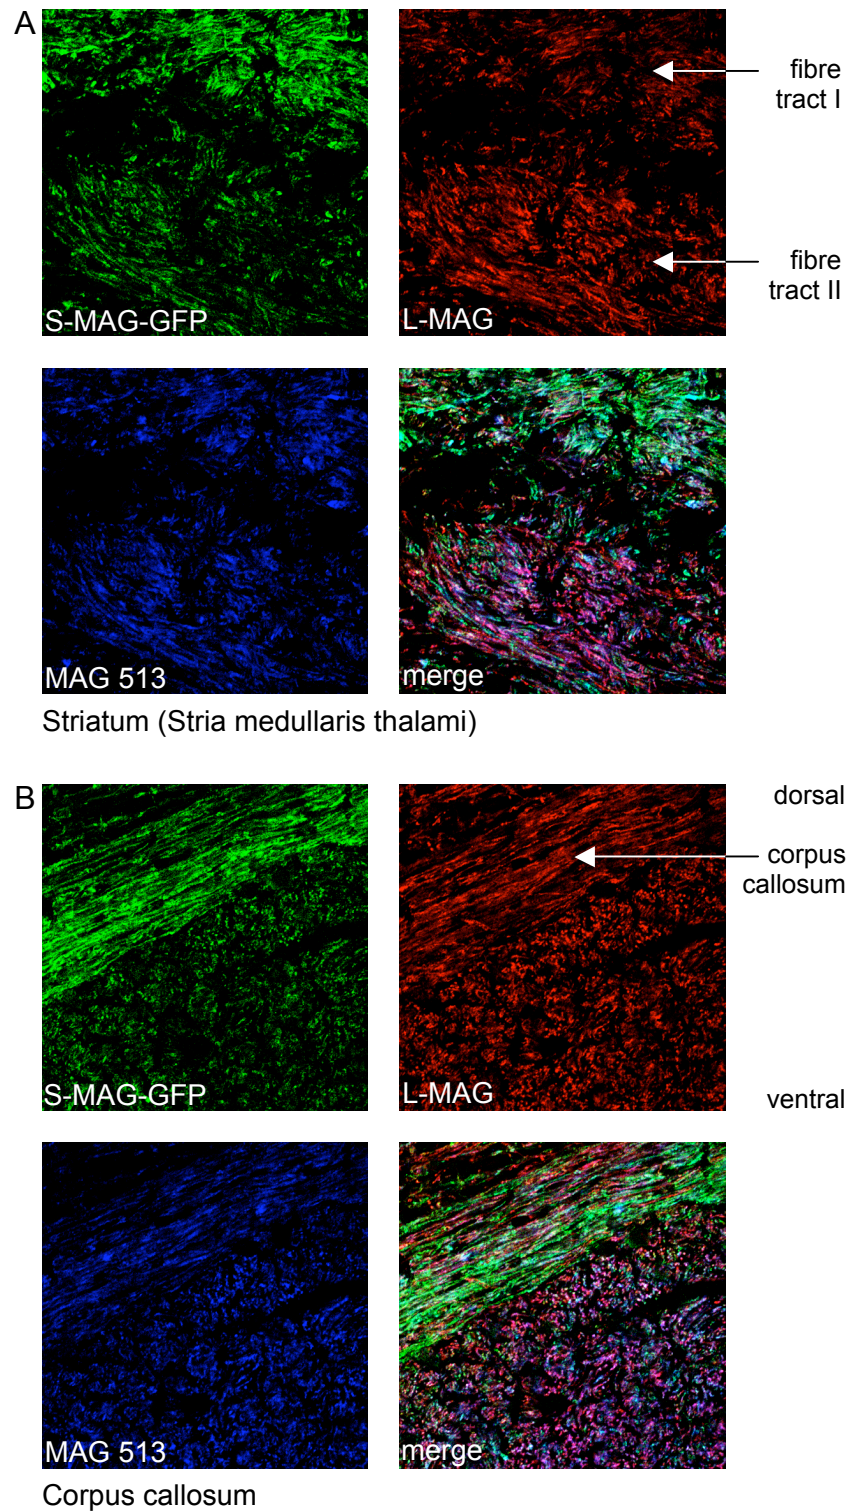 A
S-MAG-GFP
L-MAG
fibre
tract I
fibre
tract II
MAG 513
merge
Striatum (Stria medullaris thalami)
B
S-MAG-GFP
L-MAG
dorsal
corpus
callosum
ventral
MAG 513
merge
Corpus callosum